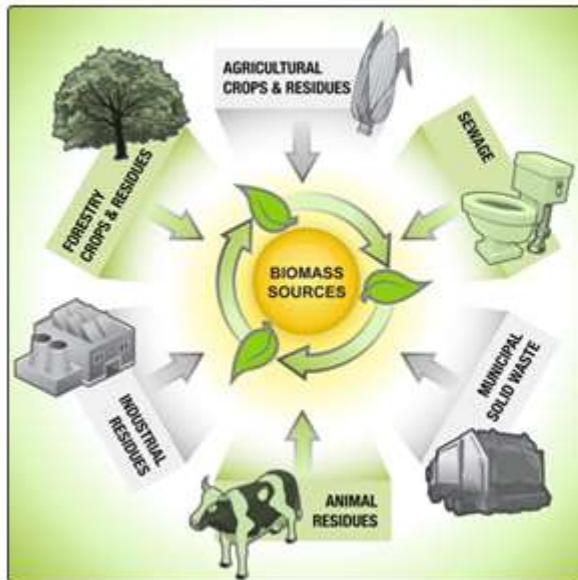 AGRICULTURAL
CROPS & RESIDUES
SEWAGE
FORESTRY
CROPS & RESIDUES
BIOMASS
SOURCES
INDUSTRIAL
RESIDUES
MUNICIPAL
SOLID WASTE
ANIMAL
RESIDUES